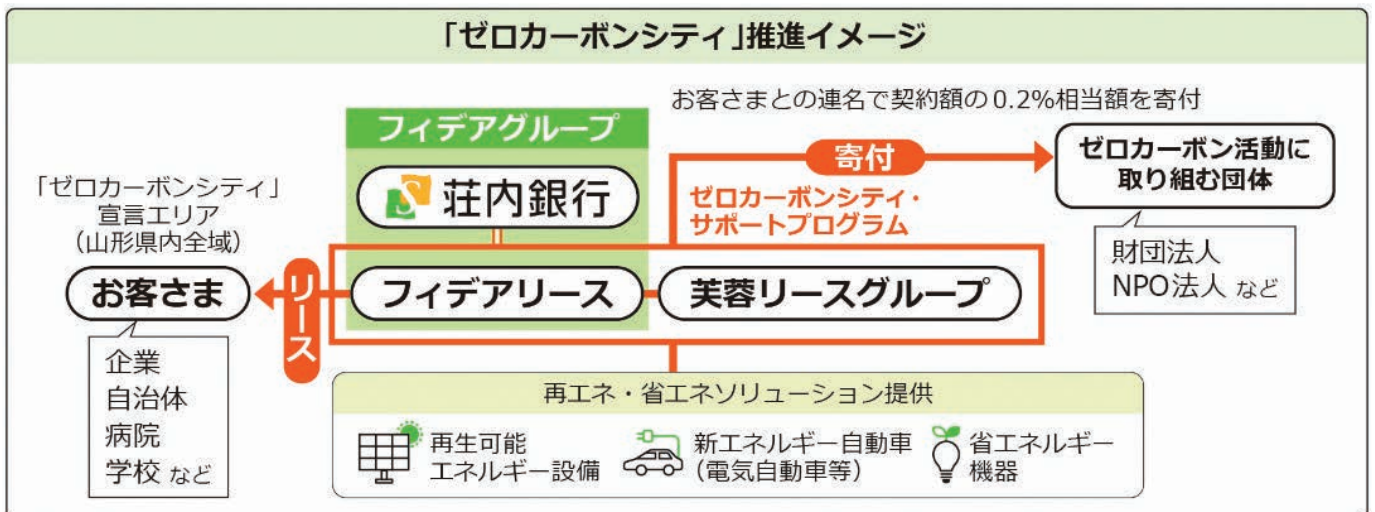 「ゼロカーボンシティ」推進イメージ
お客さまとの連名で契約額の0.2%相当額を寄付
フィデアグループ
荘内銀行
寄付
ゼロカーボンシティ・
サポートプログラム
ゼロカーボン活動に
取り組む団体
財団法人
NPO法人 など
「ゼロカーボンシティ」
宣言エリア
（山形県内全域）
お客さま
リース
フィデアリース
芙蓉リースグループ
企業
自治体
病院
学校 など
再エネ・省エネソリューション提供
再生可能
エネルギー設備
新エネルギー自動車
（電気自動車等）
省エネルギー
機器